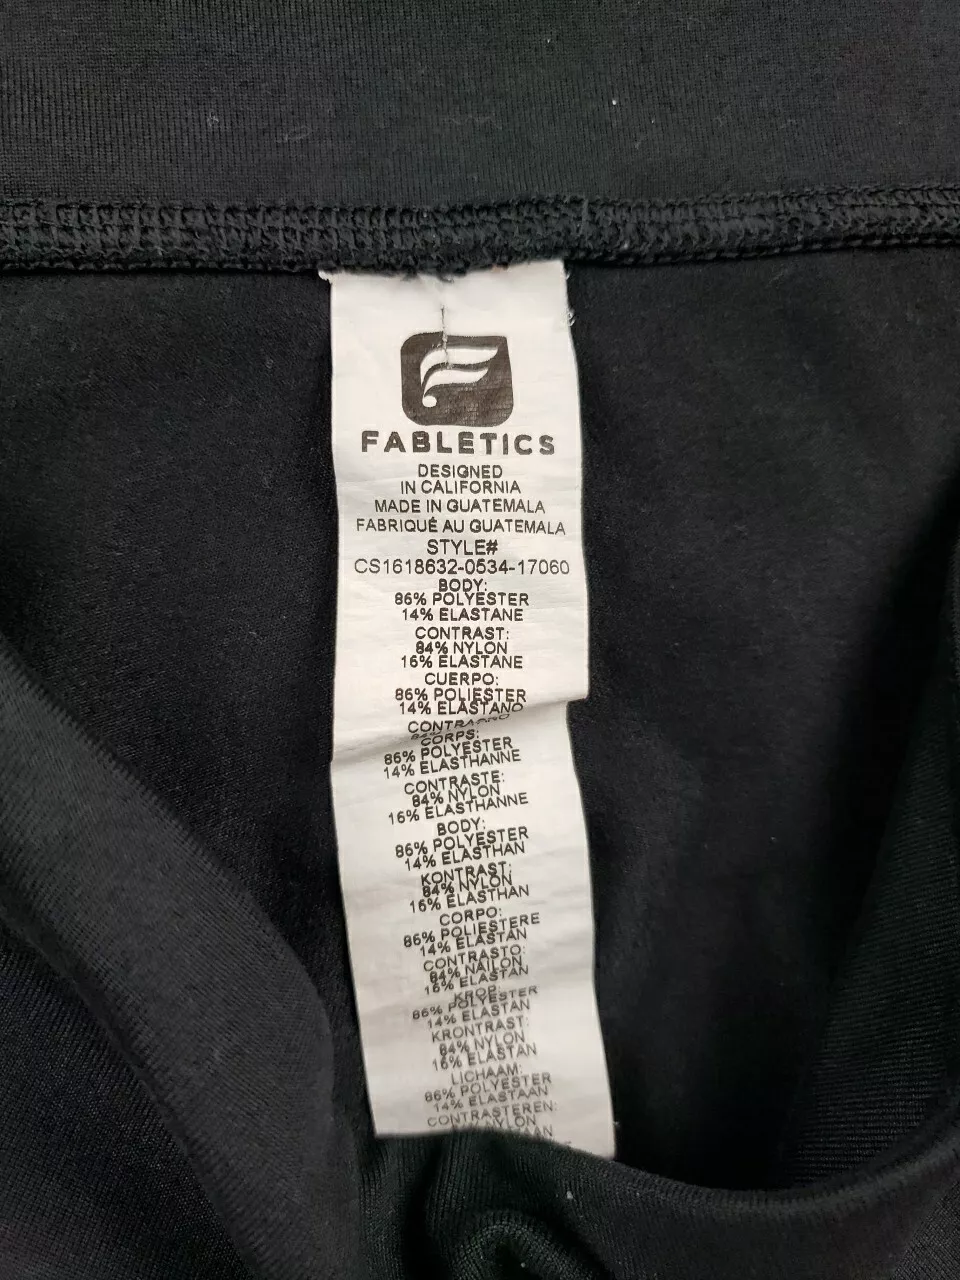 FABLETICS
DESIGNED
IN CALIFORNIA
MADE IN GUATEMALA
FABRIQUÉ AU GUATEMALA
STYLE#
CS1618632-0534-17060
BODY:
86% POLYESTER
14% ELASTANE
CONTRAST:
84% NYLON
16% ELASTANE
CUERPO:
86% POLIESTER
14% ELASTANO
CORPS:
86% POLYESTER
14% ELASTHANNE
CONTRASTE:
84% NYLON
16% ELASTHANNE
BODY:
86% POLYESTER
14% ELASTHAN
KONTRAST:
84% NYLON
16% ELASTHAN
CORPO:
86% POLIESTERE
14% ELASTAN
CONTRASTO:
84% NAILON
16% ELASTAN
KROP:
86% POLYESTER
14% ELASTAN
KRONTRAST:
84% NYLON
16% ELASTAN
LICHAAM:
86% POLYESTER
14% ELASTAAN
CONTRASTEREN: